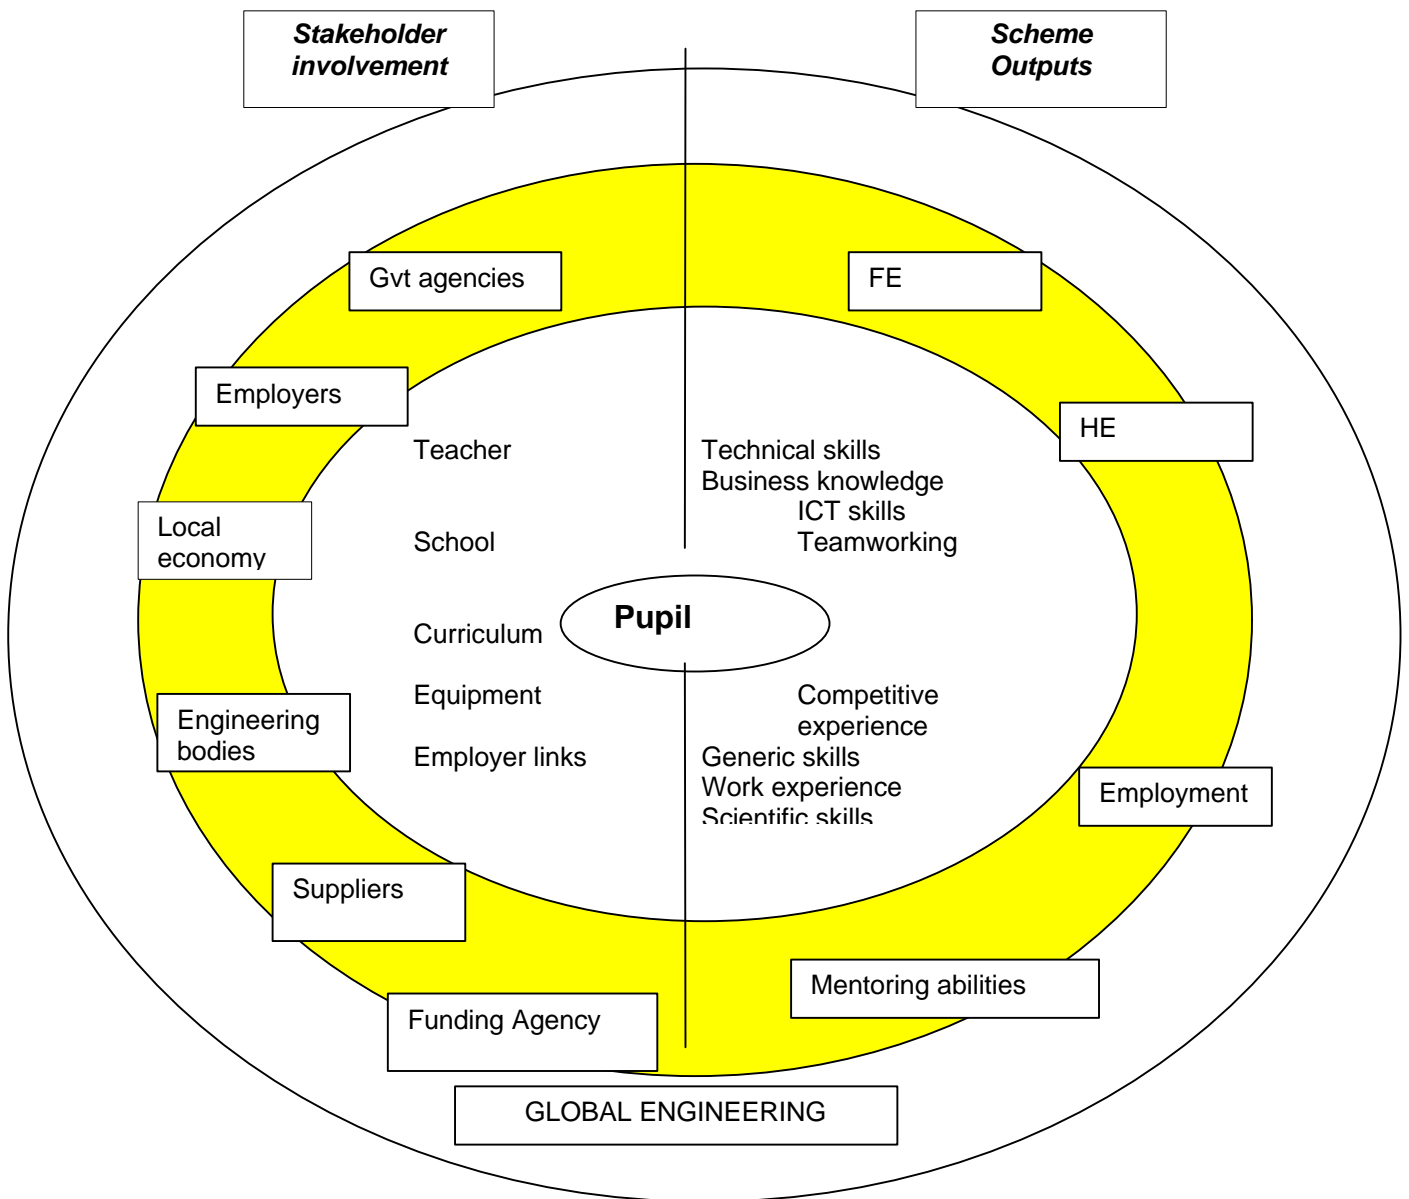 Stakeholder
involvement
Scheme
Outputs
Gvt agencies
FE
Employers
HE
Teacher
Technical skills
Business knowledge
ICT skills
Local
economy
School
Teamworking
Pupil
Curriculum
Equipment
Competitive
experience
Engineering
bodies
Employer links
Generic skills
Work experience
Scientific skills
Employment
Suppliers
Mentoring abilities
Funding Agency
GLOBAL ENGINEERING